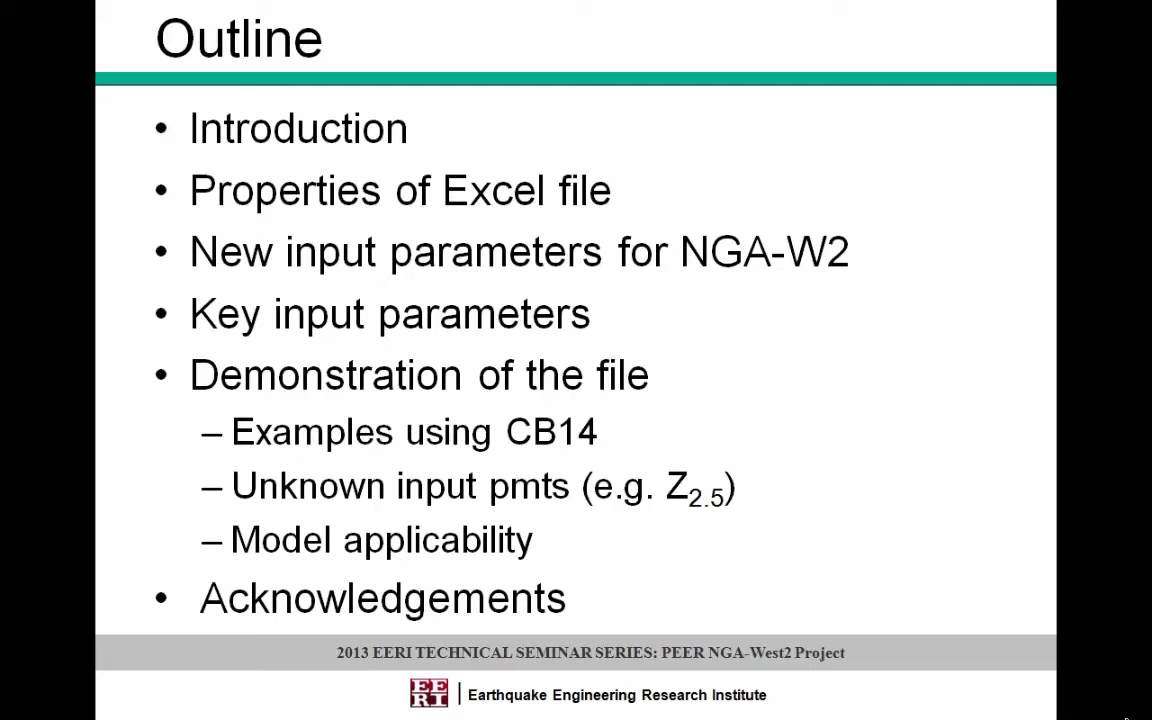 Outline
• Introduction
• Properties of Excel file
• New input parameters for NGA-W2
• Key input parameters
• Demonstration of the file
– Examples using CB14
– Unknown input pmts (e.g. Z2.5)
– Model applicability
• Acknowledgements
2013 EERI TECHNICAL SEMINAR SERIES: PEER NGA-West2 Project
EERI | Earthquake Engineering Research Institute